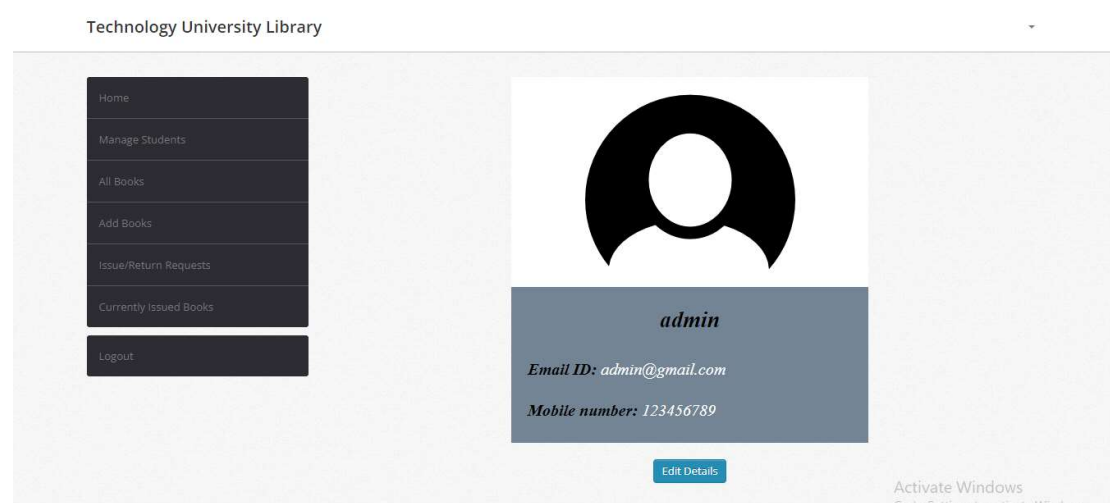 Technology University Library
Home
Manage Students
All Books
Add Books
Issue/Return Requests
Currently Issued Books
Logout
admin
Email ID: admin@gmail.com
Mobile number: 123456789
Edit Details
Activate Windows